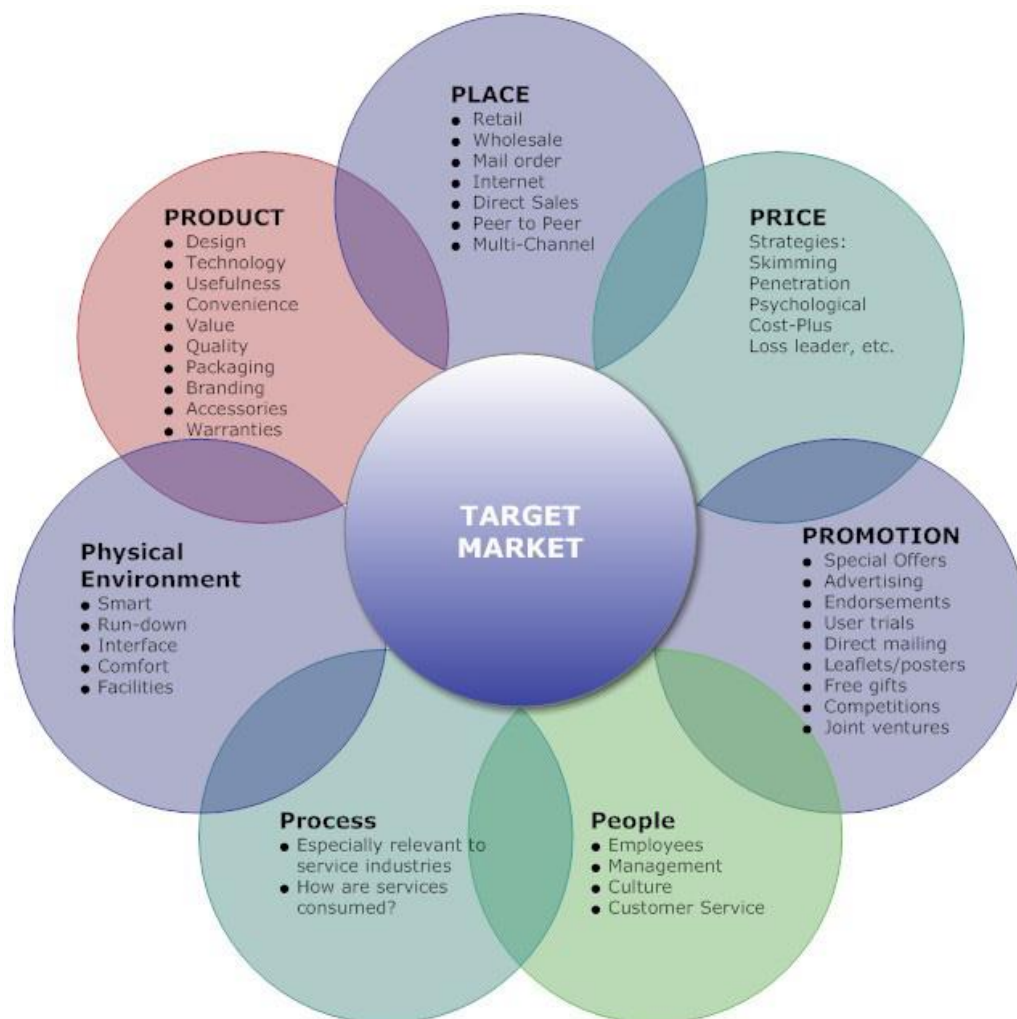 PLACE
● Retail
● Wholesale
● Mail order
● Internet
● Direct Sales
● Peer to Peer
● Multi-Channel
PRODUCT
● Design
● Technology
● Usefulness
● Convenience
● Value
● Quality
● Packaging
● Branding
● Accessories
● Warranties
PRICE
Strategies:
Skimming
Penetration
Psychological
Cost-Plus
Loss leader, etc.
TARGET
MARKET
Physical
Environment
● Smart
● Run-down
● Interface
● Comfort
● Facilities
PROMOTION
● Special Offers
● Advertising
● Endorsements
● User trials
● Direct mailing
● Leaflets/posters
● Free gifts
● Competitions
● Joint ventures
Process
● Especially relevant to
service industries
● How are services
consumed?
People
● Employees
● Management
● Culture
● Customer Service